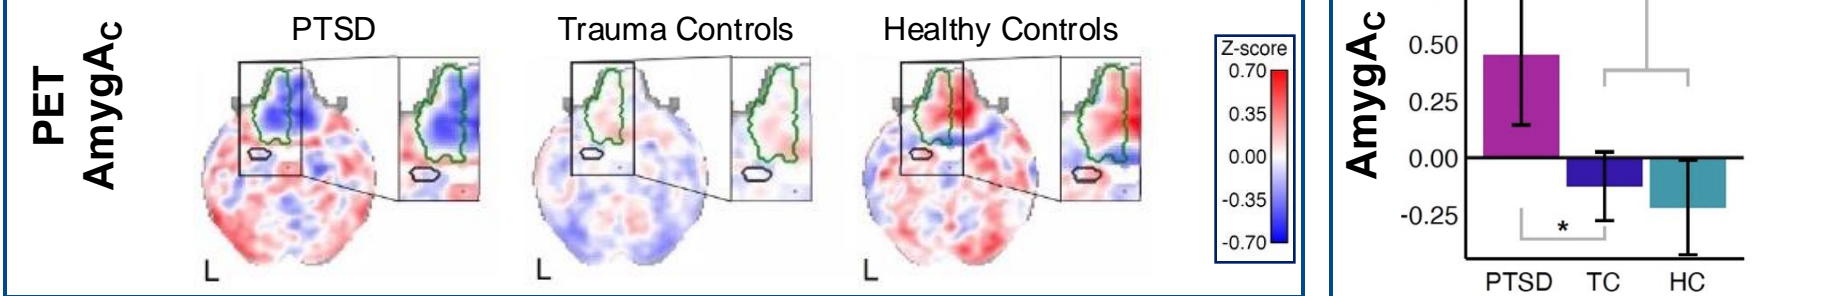 PET
AmygAC
PTSD
Trauma Controls
Healthy Controls
L
L
L
Z-score
0.70
0.35
0.00
-0.35
-0.70
AmygAC
0.50
0.25
0.00
-0.25
*
PTSD TC HC